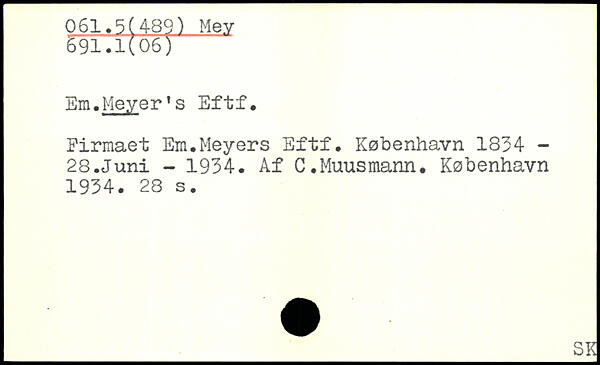 061.5(489) Mey
691.1(06)
Em.Meyer's Eftf.
Firmaet Em.Meyers Eftf. København 1834 -
28.Juni - 1934. Af C.Muusmann. København
1934. 28 s.
SK